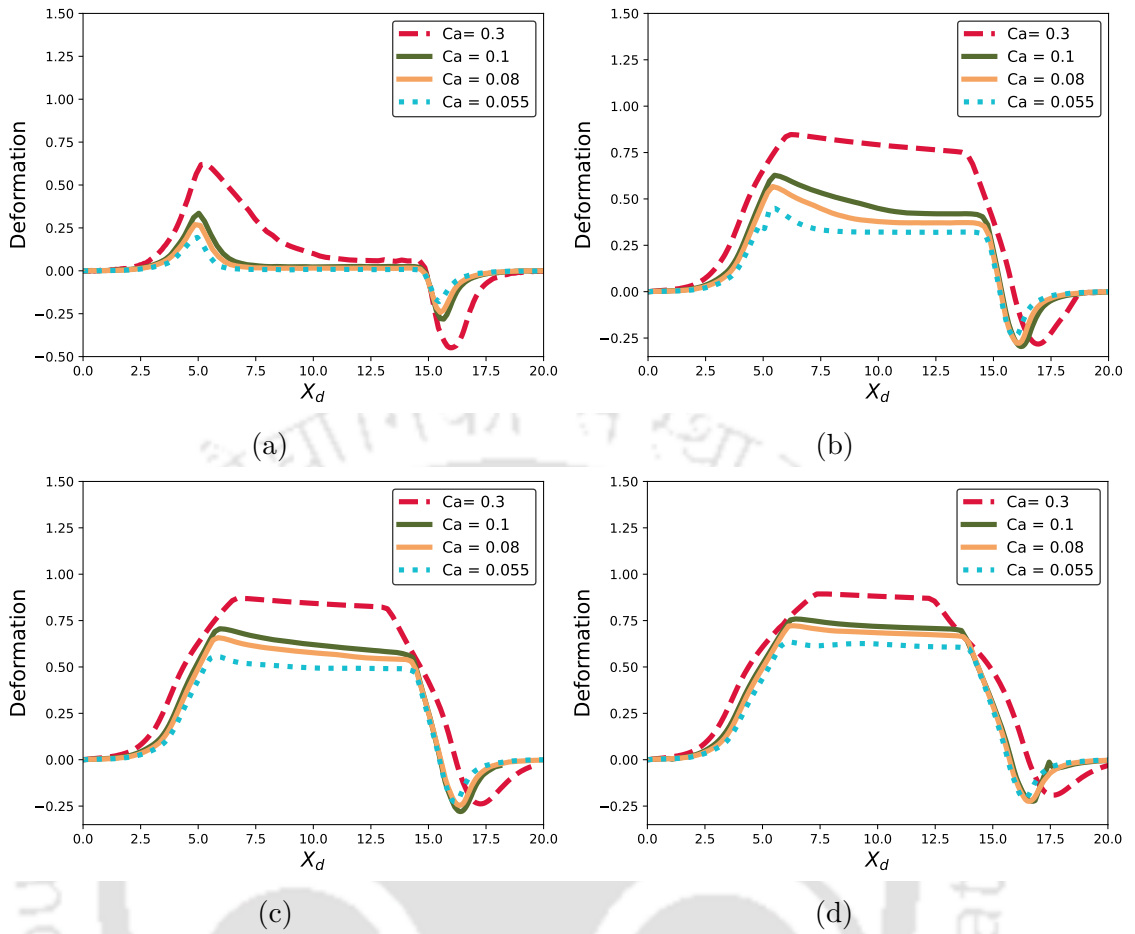 1.50
1.25
1.00
0.75
0.50
0.25
0.00
−0.25
−0.50
Deformation
0.0 2.5 5.0 7.5 10.0 12.5 15.0 17.5 20.0
X_d
Ca= 0.3
Ca = 0.1
Ca = 0.08
Ca = 0.055
(a)
1.50
1.25
1.00
0.75
0.50
0.25
0.00
−0.25
Deformation
0.0 2.5 5.0 7.5 10.0 12.5 15.0 17.5 20.0
X_d
Ca= 0.3
Ca = 0.1
Ca = 0.08
Ca = 0.055
(b)
1.50
1.25
1.00
0.75
0.50
0.25
0.00
−0.25
Deformation
0.0 2.5 5.0 7.5 10.0 12.5 15.0 17.5 20.0
X_d
Ca= 0.3
Ca = 0.1
Ca = 0.08
Ca = 0.055
(c)
1.50
1.25
1.00
0.75
0.50
0.25
0.00
−0.25
Deformation
0.0 2.5 5.0 7.5 10.0 12.5 15.0 17.5 20.0
X_d
Ca= 0.3
Ca = 0.1
Ca = 0.08
Ca = 0.055
(d)